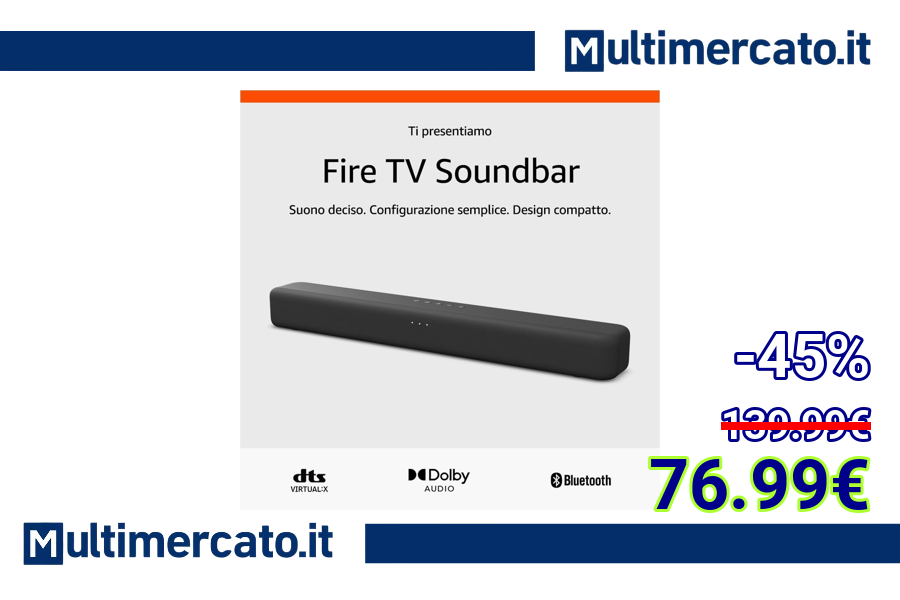 Multimercato.it
Ti presentiamo
Fire TV Soundbar
Suono deciso. Configurazione semplice. Design compatto.
-45%
139.99€
76.99€
dts
VIRTUAL:X
Dolby
AUDIO
Bluetooth
Multimercato.it